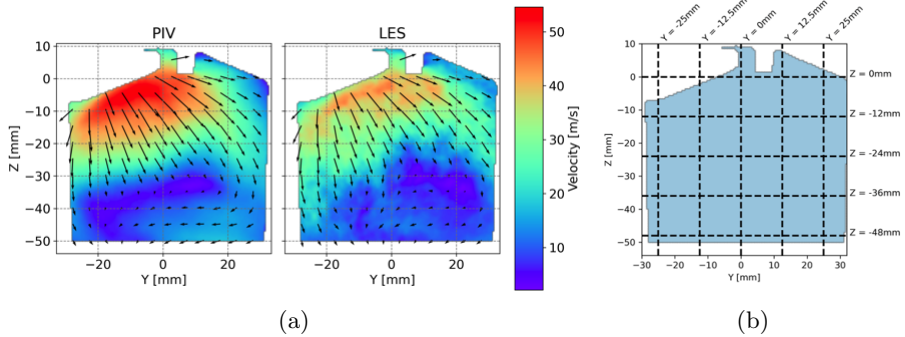 PIV
LES
10
0
−10
−20
−30
−40
−50
Z [mm]
−20
0
20
Y [mm]
−20
0
20
Y [mm]
50
40
30
20
10
Velocity [m/s]
(a)
Y = -25mm
Y = -12.5mm
Y = 0mm
Y = 12.5mm
Y = 25mm
10
0
−10
−20
−30
−40
−50
Z [mm]
Z = 0mm
Z = -12mm
Z = -24mm
Z = -36mm
Z = -48mm
−30
−20
−10
0
10
20
30
Y [mm]
(b)